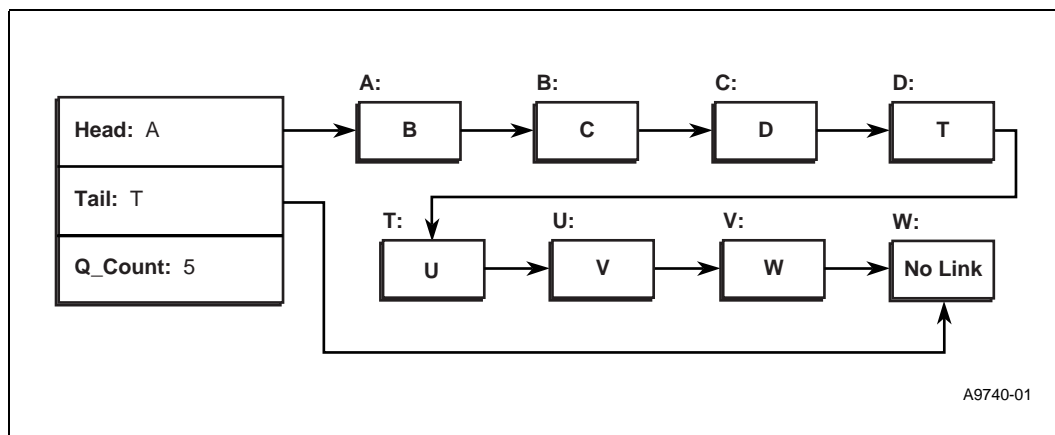 A: B: C: D:
Head: A
B C D T
Tail: T
T: U: V: W:
Q_Count: 5
U V W No Link
A9740-01